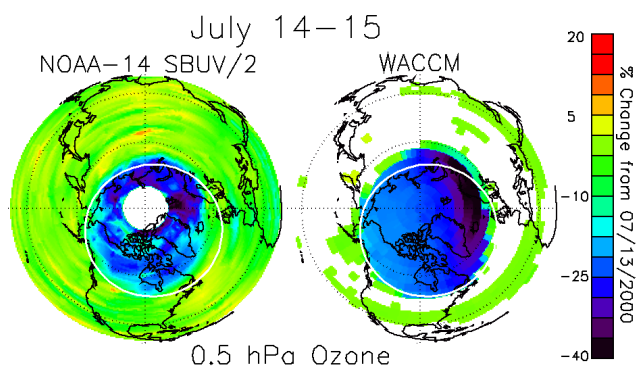 July 14-15
NOAA-14 SBUV/2
WACCM
20
5
-10
-25
-40
% Change from 07/13/2000
0.5 hPa Ozone